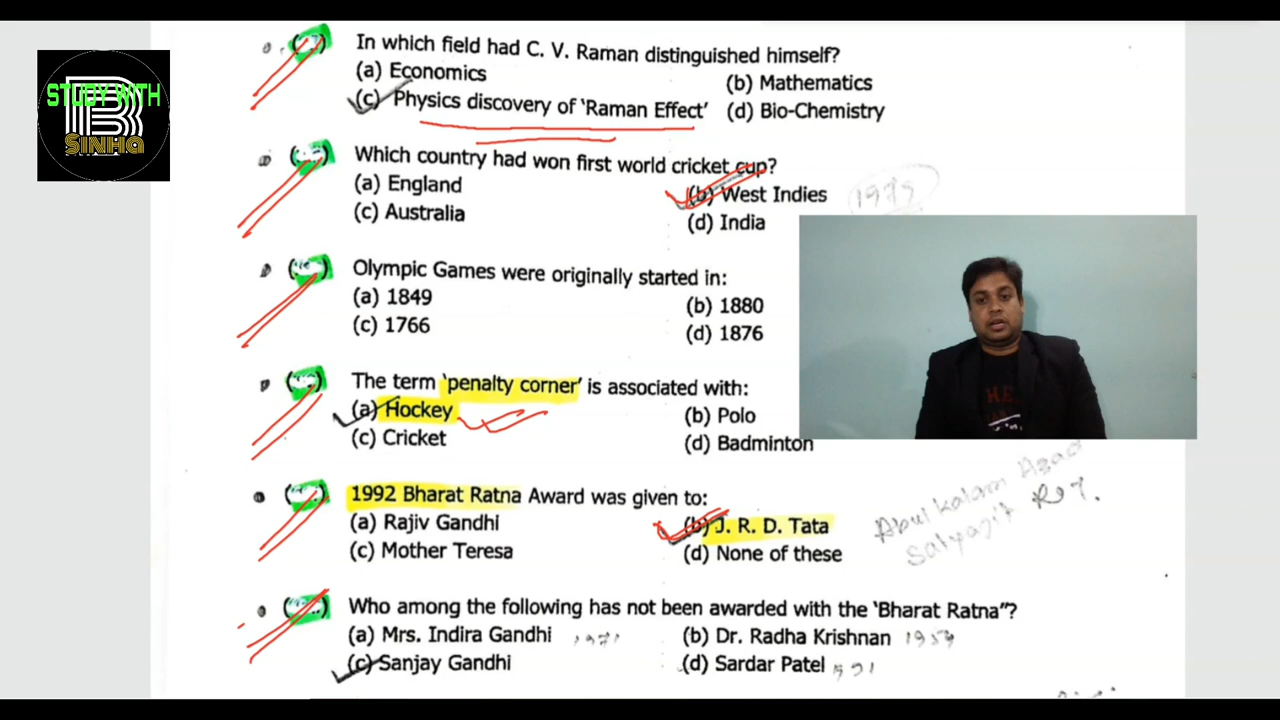 STUDY WITH
B
SINHA
In which field had C. V. Raman distinguished himself?
(a) Economics (b) Mathematics
(c) Physics discovery of 'Raman Effect' (d) Bio-Chemistry
Which country had won first world cricket cup?
(a) England (b) West Indies
(c) Australia (d) India
Olympic Games were originally started in:
(a) 1849 (b) 1880
(c) 1766 (d) 1876
The term 'penalty corner' is associated with:
(a) Hockey (b) Polo
(c) Cricket (d) Badminton
1992 Bharat Ratna Award was given to:
(a) Rajiv Gandhi (b) J. R. D. Tata
(c) Mother Teresa (d) None of these
Abul kalam Azad
Satyajit
Who among the following has not been awarded with the 'Bharat Ratna"?
(a) Mrs. Indira Gandhi 1971 (b) Dr. Radha Krishnan 1954
(c) Sanjay Gandhi (d) Sardar Patel